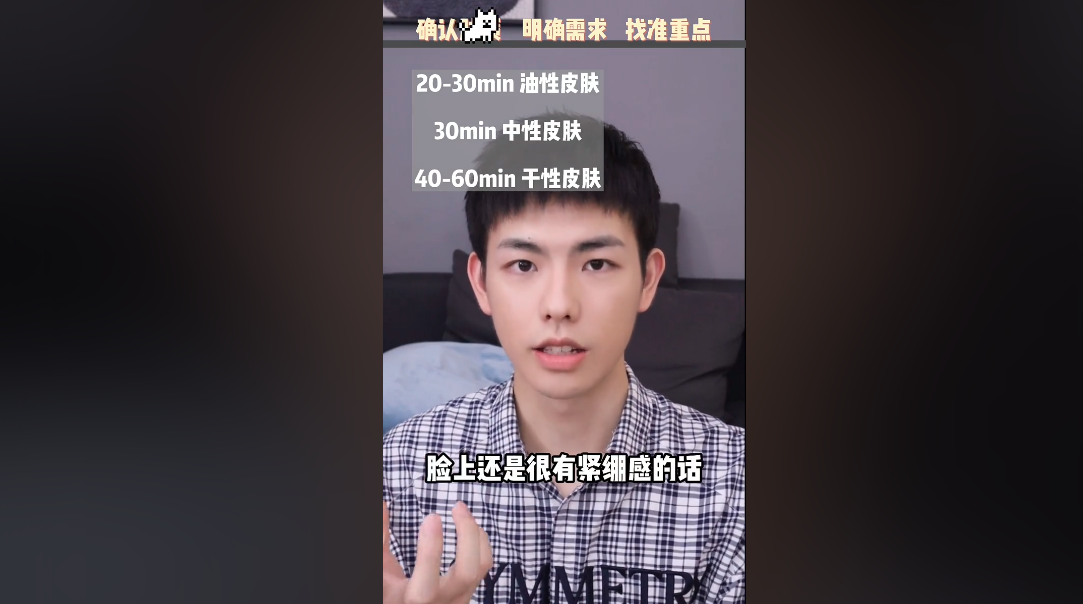 确认 明确需求 找准重点
20-30min 油性皮肤
30min 中性皮肤
40-60min 干性皮肤
脸上还是很有紧绷感的话
YMMETR